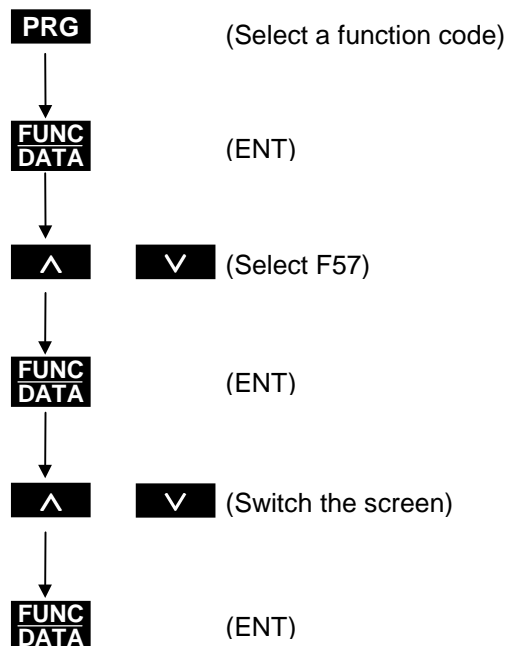 PRG (Select a function code)
FUNC
DATA (ENT)
∧ ∨ (Select F57)
FUNC
DATA (ENT)
∧ ∨ (Switch the screen)
FUNC
DATA (ENT)